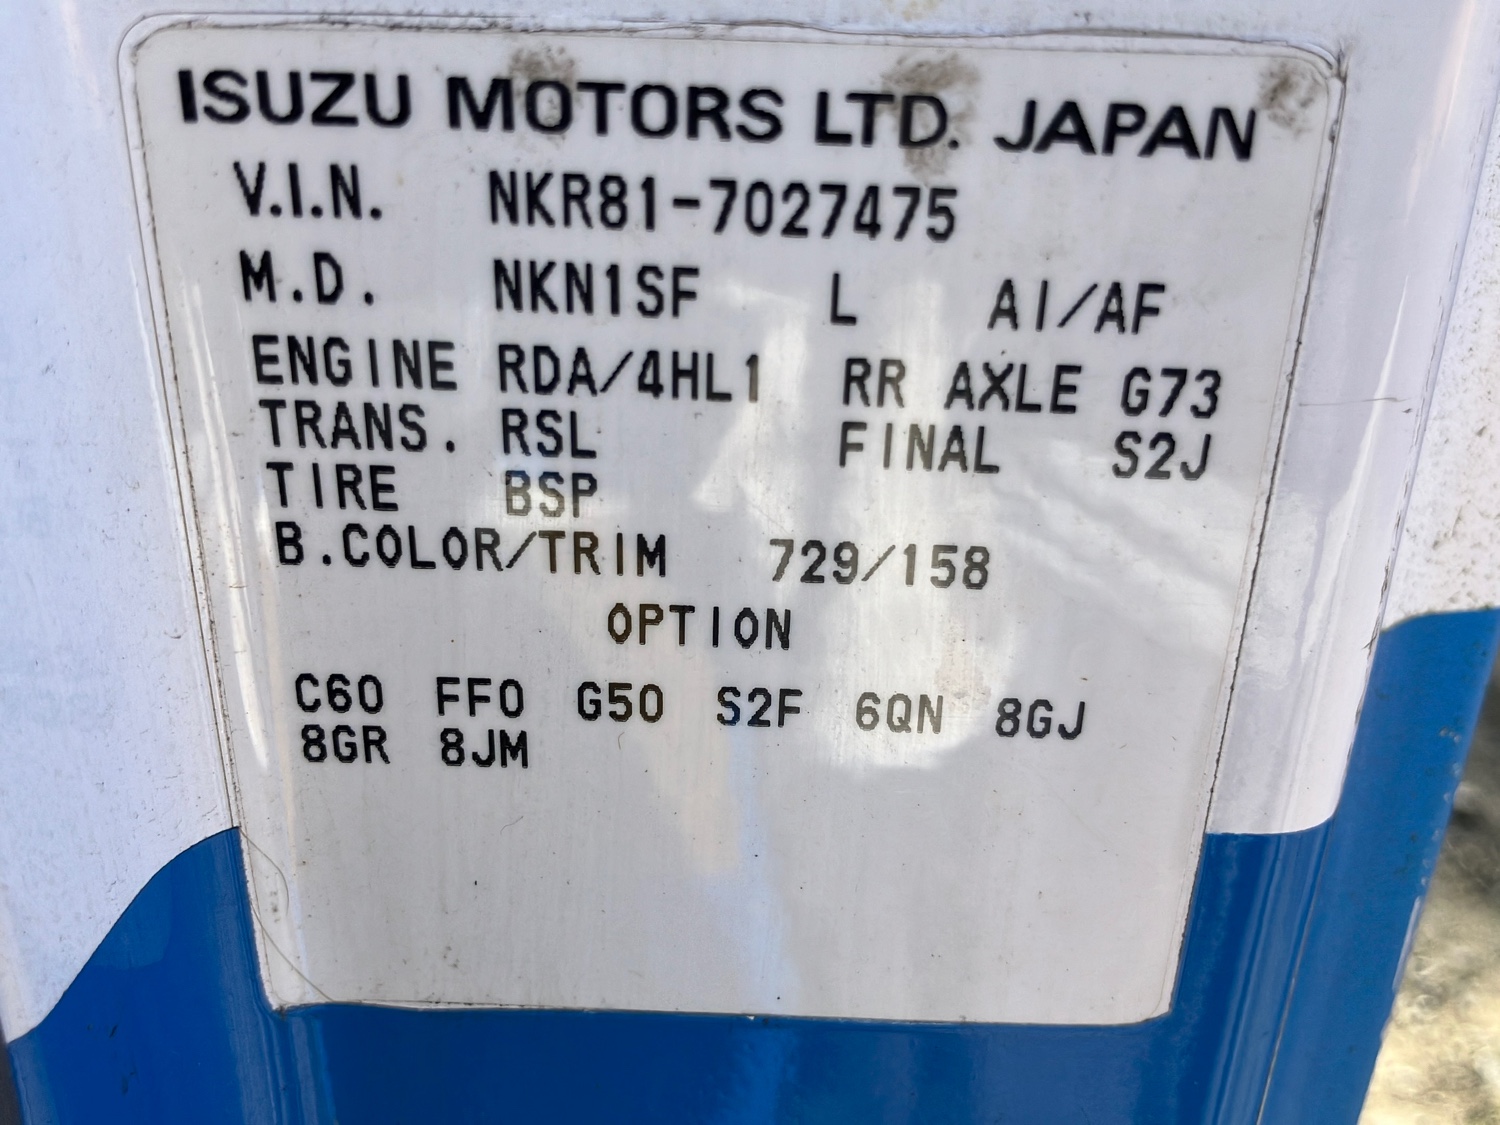 ISUZU MOTORS LTD. JAPAN
V.I.N. NKR81-7027475
M.D. NKN1SF L AI/AF
ENGINE RDA/4HL1 RR AXLE G73
TRANS. RSL FINAL S2J
TIRE BSP
B.COLOR/TRIM 729/158
OPTION
C60 FF0 G50 S2F 6QN 8GJ
8GR 8JM